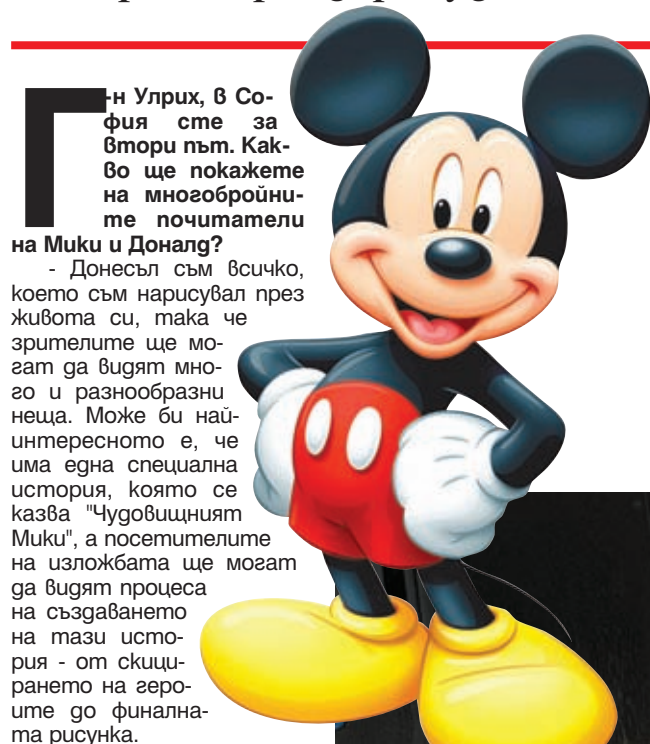 Г-н Улрих, в Со-
фия сте за
втори път. Как-
во ще покажете
на многобройни-
те почитатели
на Мики и Доналд?
- Донесъл съм всичко,
което съм нарисувал през
живота си, така че
зрителите ще мо-
гат да видят мно-
го и разнообразни
неща. Може би най-
интересното е, че
има една специална
история, която се
казва "Чудовищният
Мики", а посетителите
на изложбата ще могат
да видят процеса
на създаването
на тази исто-
рия - от скици-
рането на геро-
ите до финална-
та рисунка.